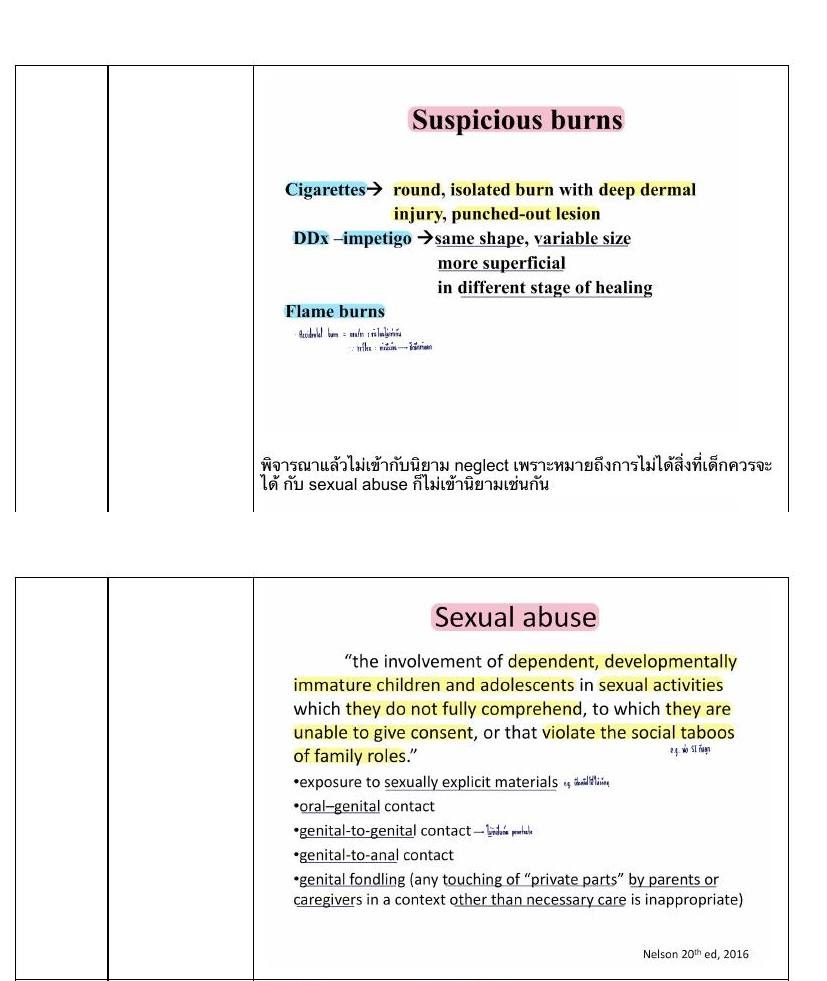 Suspicious burns
Cigarettes→ round, isolated burn with deep dermal
injury, punched-out lesion
DDx –impetigo →same shape, variable size
more superficial
in different stage of healing
Flame burns
Accidental burn =
พิจารณาแล้วไม่เข้ากับนิยาม neglect เพราะหมายถึงการไม่ได้สิ่งที่เด็กควรจะ
ได้ กับ sexual abuse ก็ไม่เข้านิยามเช่นกัน
Sexual abuse
“the involvement of dependent, developmentally
immature children and adolescents in sexual activities
which they do not fully comprehend, to which they are
unable to give consent, or that violate the social taboos
of family roles.”
e.g. พ่อ SI กับลูก
•exposure to sexually explicit materials e.g.
•oral–genital contact
•genital-to-genital contact –
•genital-to-anal contact
•genital fondling (any touching of “private parts” by parents or
caregivers in a context other than necessary care is inappropriate)
Nelson 20th ed, 2016